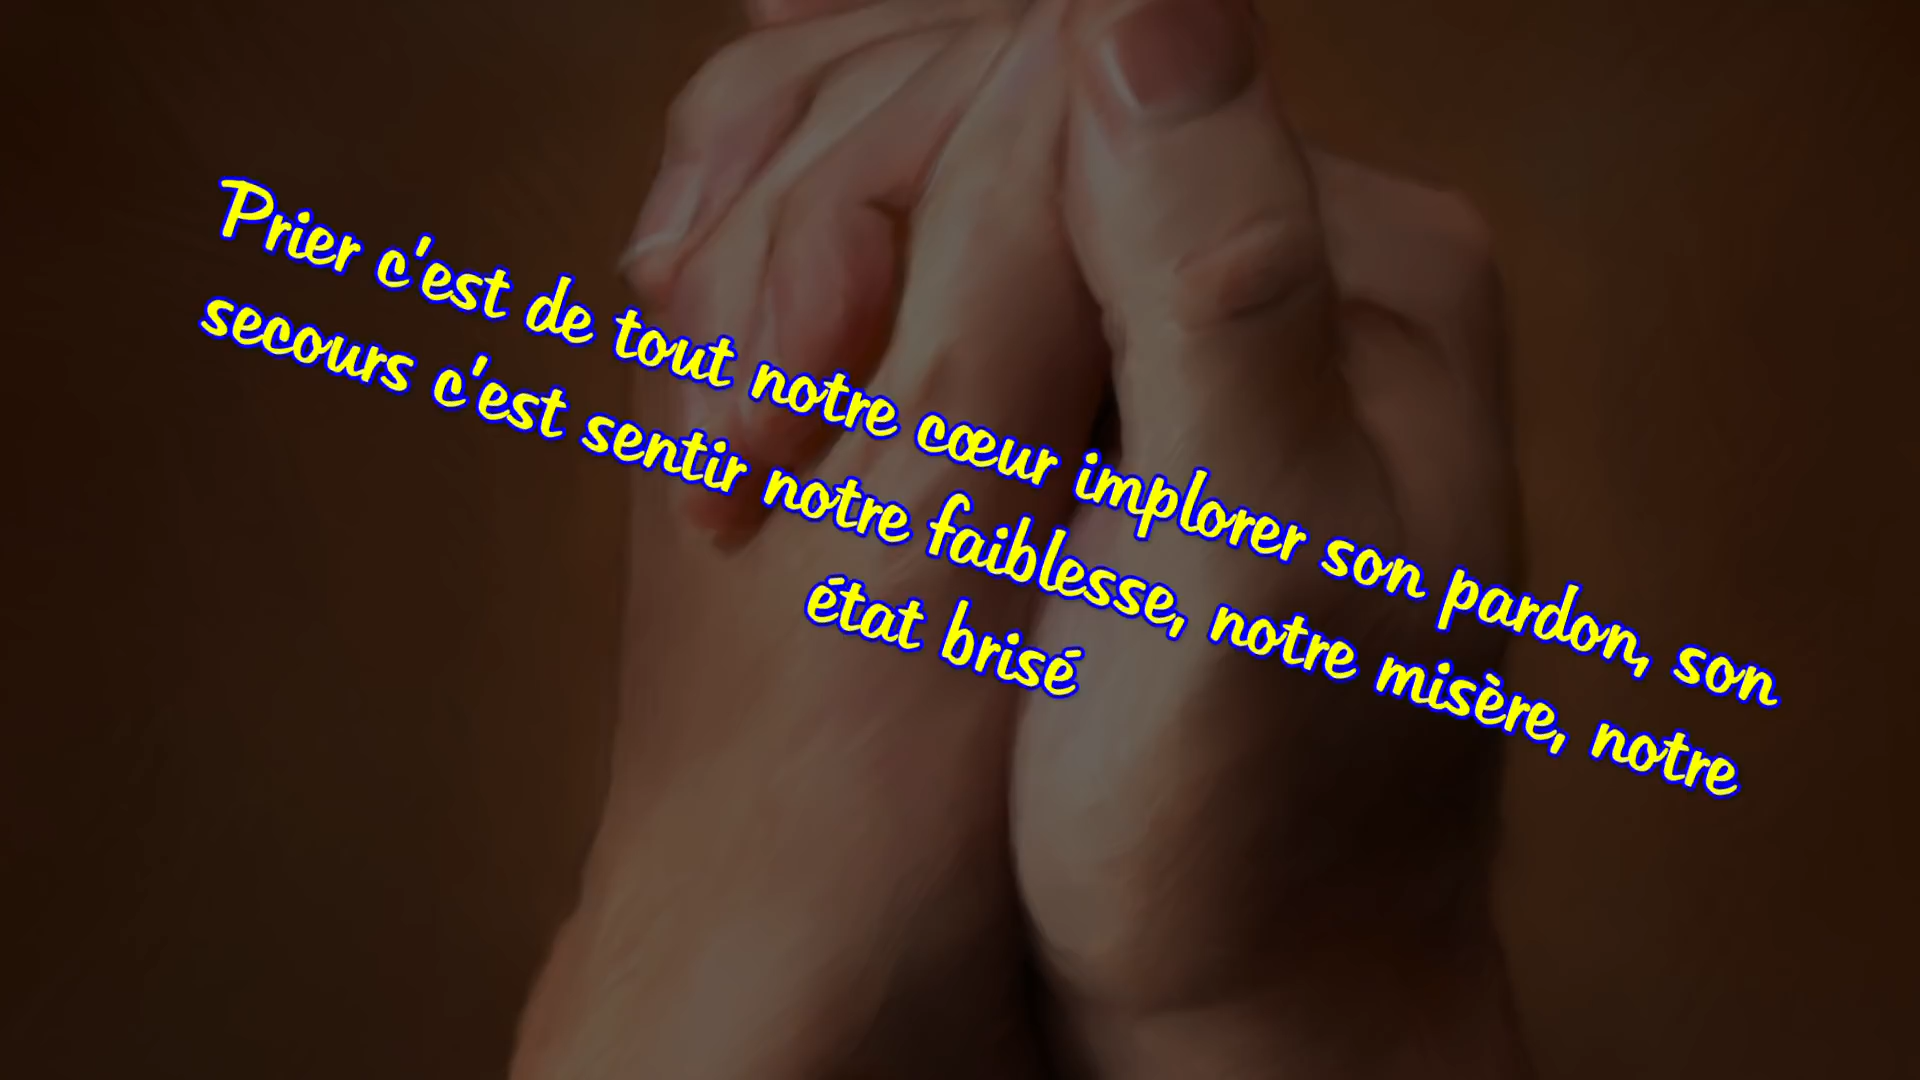 Prier c'est de tout notre cœur implorer son pardon, son
secours c'est sentir notre faiblesse, notre misère, notre
état brisé